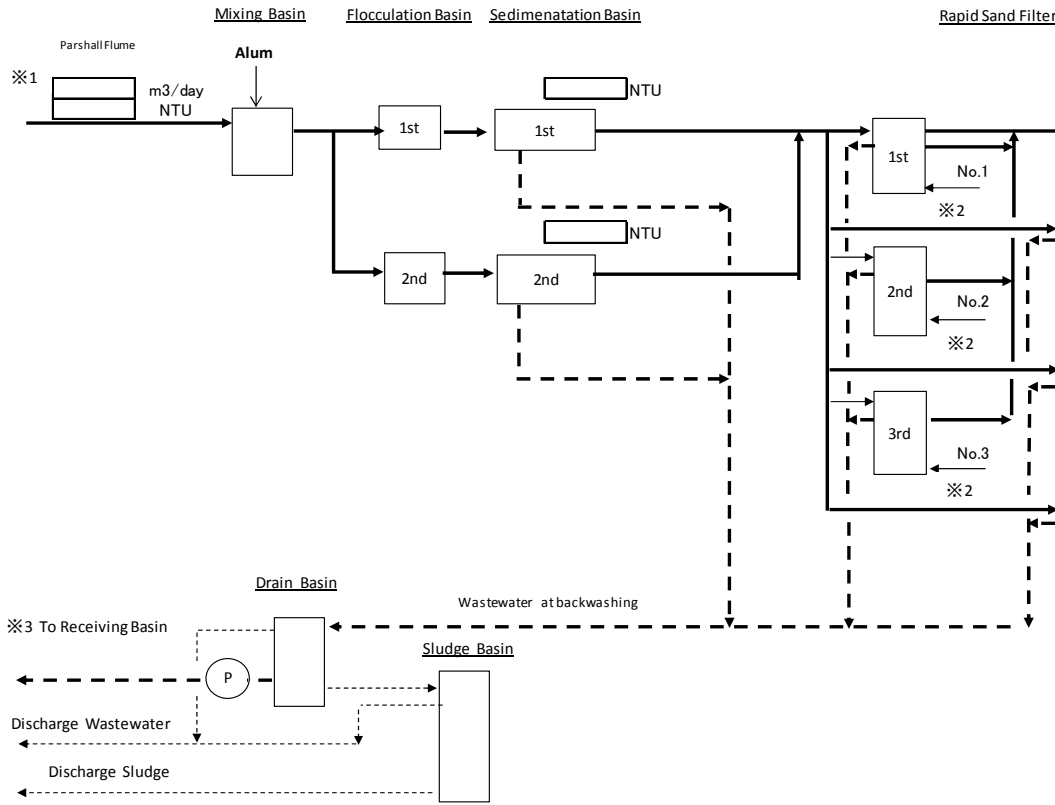 Mixing Basin
Flocculation Basin
Sedimenatation Basin
Rapid Sand Filter
Parshall Flume
Alum
※1
m3/day
NTU
NTU
1st
1st
1st
No.1
※2
NTU
2nd
2nd
2nd
No.2
※2
3rd
No.3
※2
Drain Basin
Wastewater at backwashing
※3 To Receiving Basin
Sludge Basin
P
Discharge Wastewater
Discharge Sludge